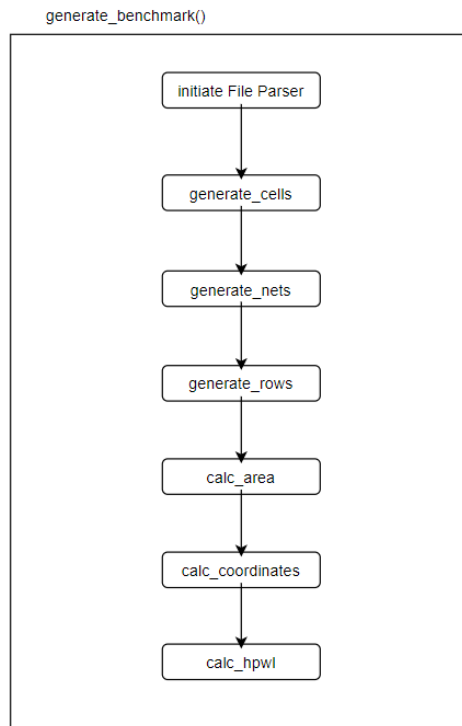 generate_benchmark()
initiate File Parser
generate_cells
generate_nets
generate_rows
calc_area
calc_coordinates
calc_hpwl